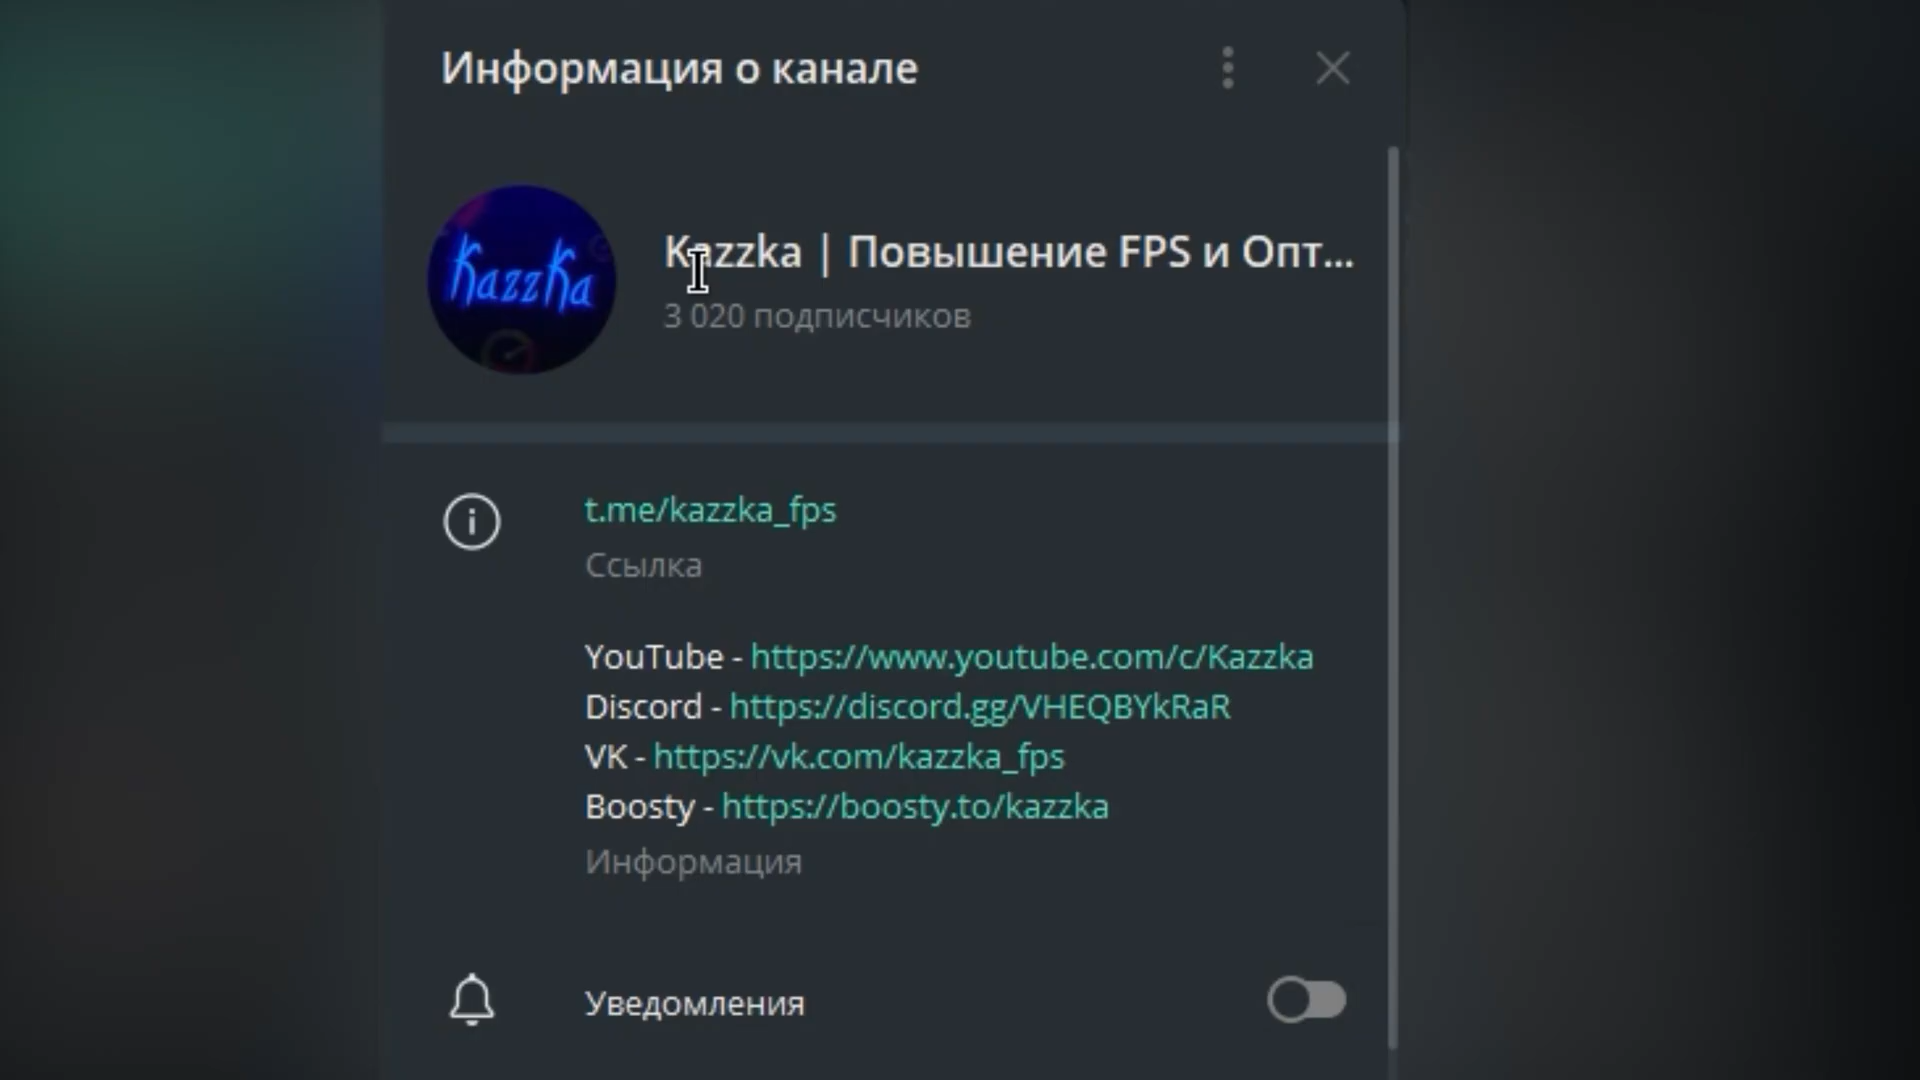 Информация о канале
KazzKa
Kazzka | Повышение FPS и Опт...
3 020 подписчиков
t.me/kazzka_fps
Ссылка
YouTube - https://www.youtube.com/c/Kazzka
Discord - https://discord.gg/VHEQBYkRaR
VK - https://vk.com/kazzka_fps
Boosty - https://boosty.to/kazzka
Информация
Уведомления